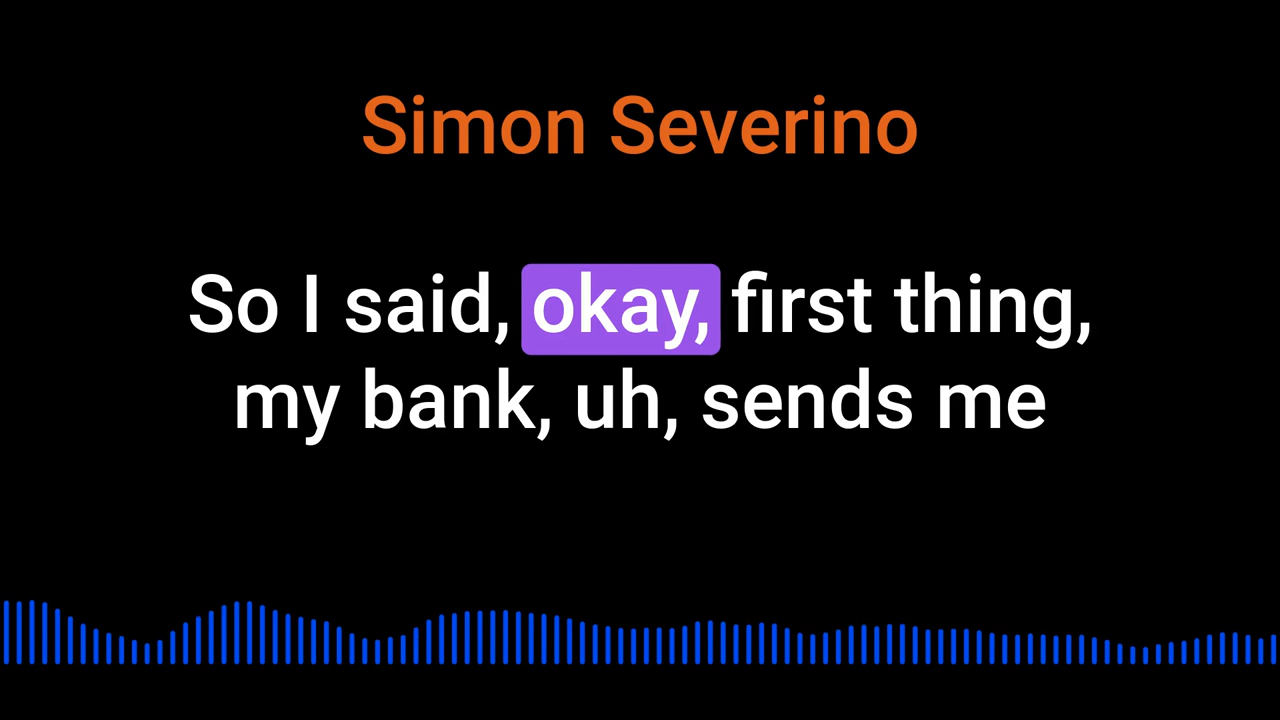 Simon Severino
So I said, okay, first thing,
my bank, uh, sends me